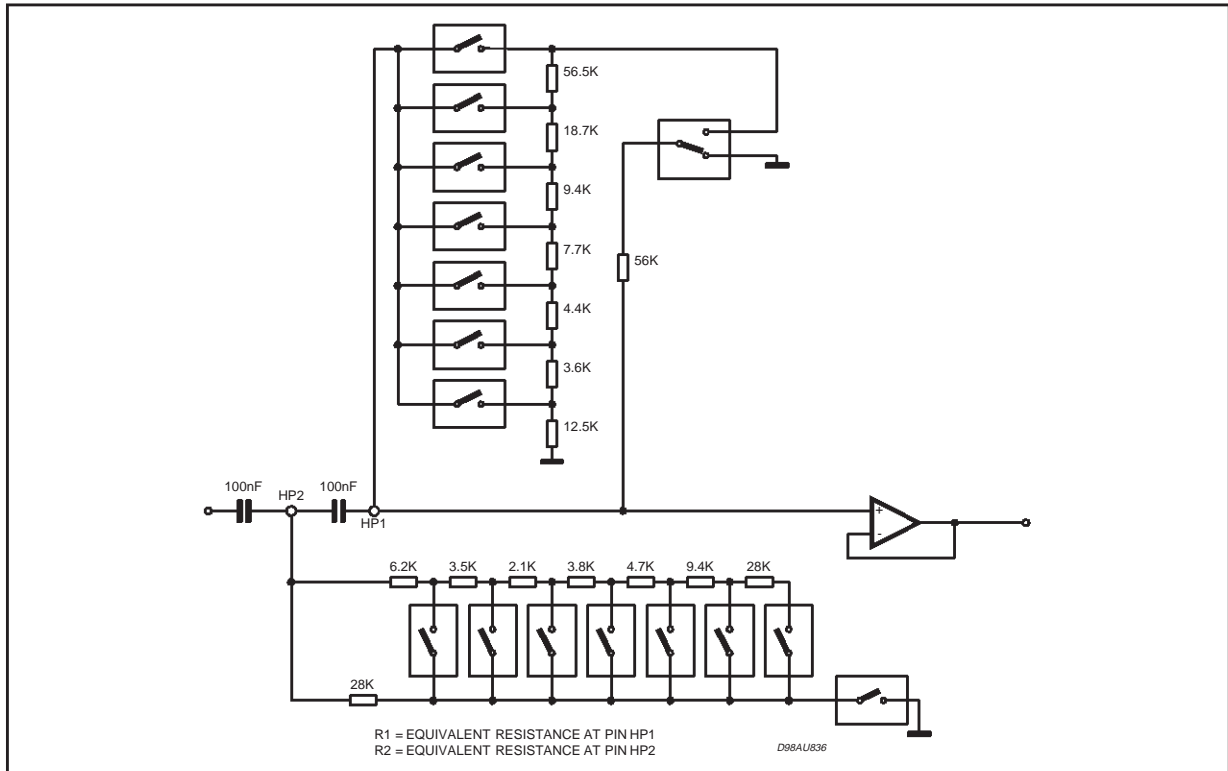 56.5K
18.7K
9.4K
7.7K
56K
4.4K
3.6K
12.5K
100nF
HP2
100nF
HP1
+
-
6.2K
3.5K
2.1K
3.8K
4.7K
9.4K
28K
28K
R1 = EQUIVALENT RESISTANCE AT PIN HP1
R2 = EQUIVALENT RESISTANCE AT PIN HP2
D98AU836